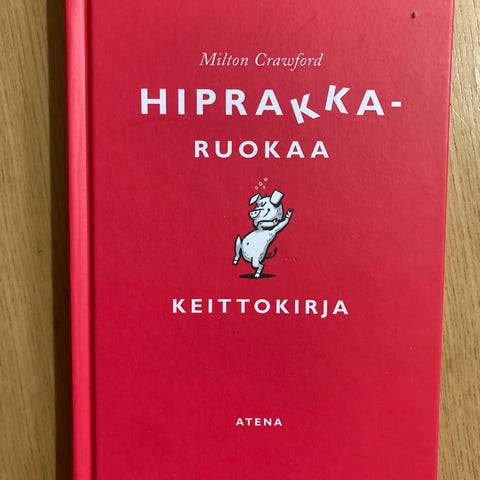 Milton Crawford
HIPRAKKA-
RUOKAA
KEITTOKIRJA
ATENA